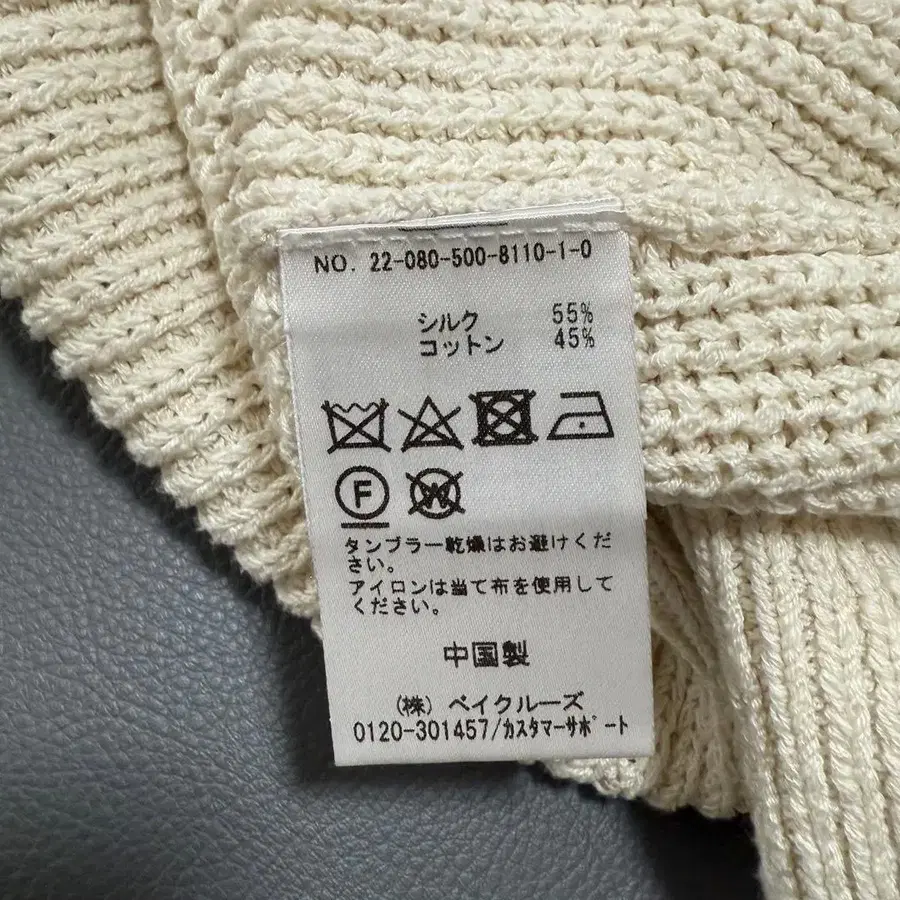 NO. 22-080-500-8110-1-0
シルク 55%
コットン 45%
F
W
タンブラー乾燥はお避けくだ
さい。
アイロンは当て布を使用して
ください。
中国製
(株) ベイクルーズ
0120-301457/カスタマーサポート